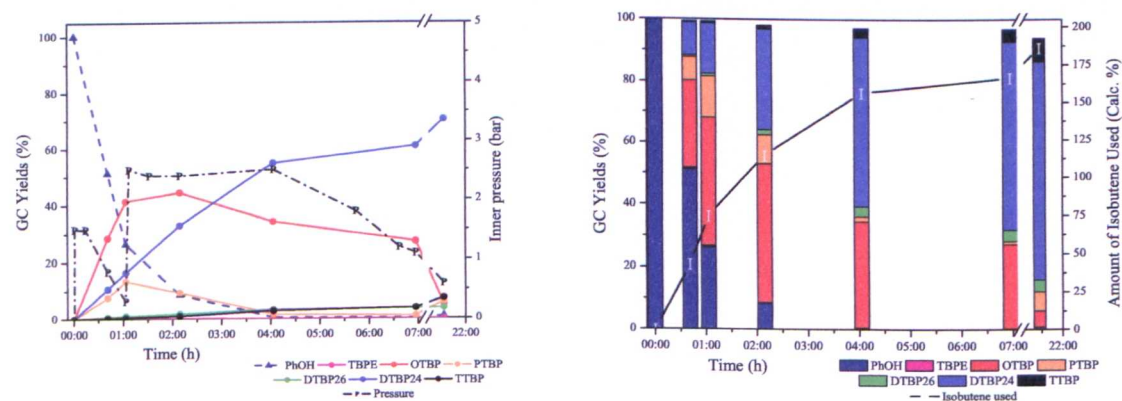 100
80
60
40
20
0
GC Yields (%)
5
4
3
2
1
0
Inner pressure (bar)
00:00 01:00 02:00 03:00 04:00 05:00 06:00 07:00 22:00
Time (h)
PhOH TBPE OTBP PTBP
DTBP26 DTBP24 TTBP
Pressure
100
80
60
40
20
0
GC Yields (%)
200
175
150
125
100
75
50
25
0
Amount of Isobutene Used (Calc. %)
00:00 01:00 02:00 03:00 04:00 05:00 06:00 07:00 22:00
Time (h)
PhOH TBPE OTBP PTBP
DTBP26 DTBP24 TTBP
Isobutene used